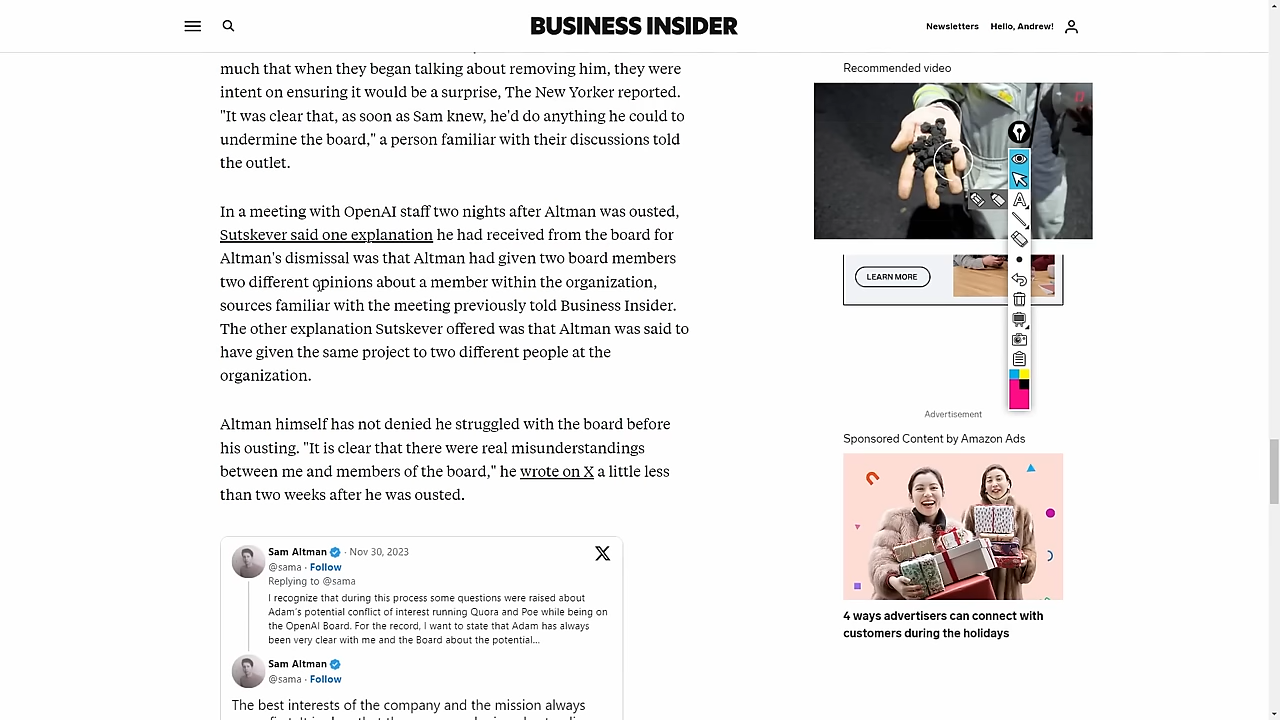 BUSINESS INSIDER
Newsletters
Hello, Andrew!
much that when they began talking about removing him, they were
intent on ensuring it would be a surprise, The New Yorker reported.
"It was clear that, as soon as Sam knew, he'd do anything he could to
undermine the board," a person familiar with their discussions told
the outlet.
In a meeting with OpenAI staff two nights after Altman was ousted,
Sutskever said one explanation he had received from the board for
Altman's dismissal was that Altman had given two board members
two different opinions about a member within the organization,
sources familiar with the meeting previously told Business Insider.
The other explanation Sutskever offered was that Altman was said to
have given the same project to two different people at the
organization.
Altman himself has not denied he struggled with the board before
his ousting. "It is clear that there were real misunderstandings
between me and members of the board," he wrote on X a little less
than two weeks after he was ousted.
Sam Altman · Nov 30, 2023
@sama · Follow
Replying to @sama
I recognize that during this process some questions were raised about
Adam's potential conflict of interest running Quora and Poe while being on
the OpenAI Board. For the record, I want to state that Adam has always
been very clear with me and the Board about the potential...
Sam Altman
@sama · Follow
The best interests of the company and the mission always
Recommended video
LEARN MORE
A
Advertisement
Sponsored Content by Amazon Ads
4 ways advertisers can connect with
customers during the holidays